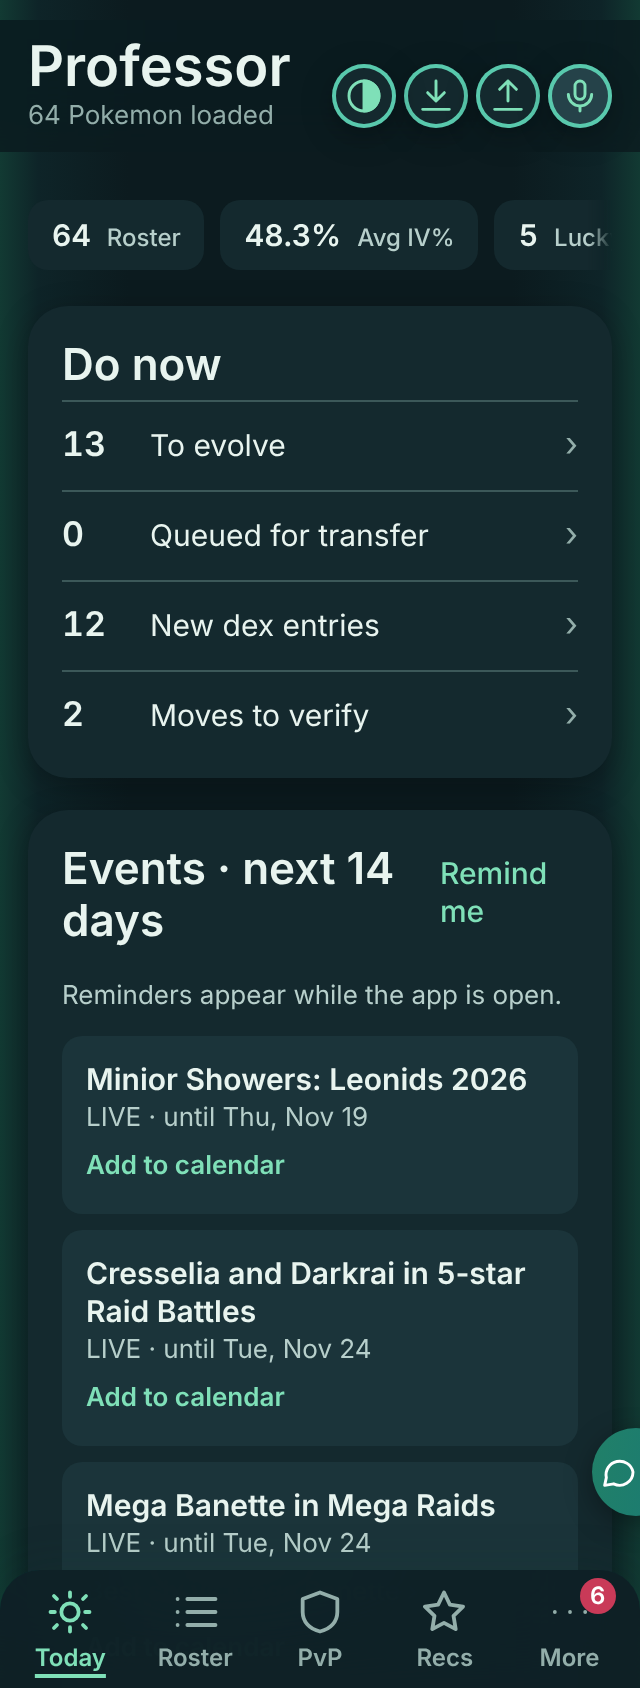 Professor
64 Pokemon loaded
64 Roster
48.3% Avg IV%
5 Luck
Do now
13 To evolve ›
0 Queued for transfer ›
12 New dex entries ›
2 Moves to verify ›
Events · next 14
days
Remind
me
Reminders appear while the app is open.
Minior Showers: Leonids 2026
LIVE · until Thu, Nov 19
Add to calendar
Cresselia and Darkrai in 5-star
Raid Battles
LIVE · until Tue, Nov 24
Add to calendar
Mega Banette in Mega Raids
LIVE · until Tue, Nov 24
6
Today
Roster
PvP
Recs
More